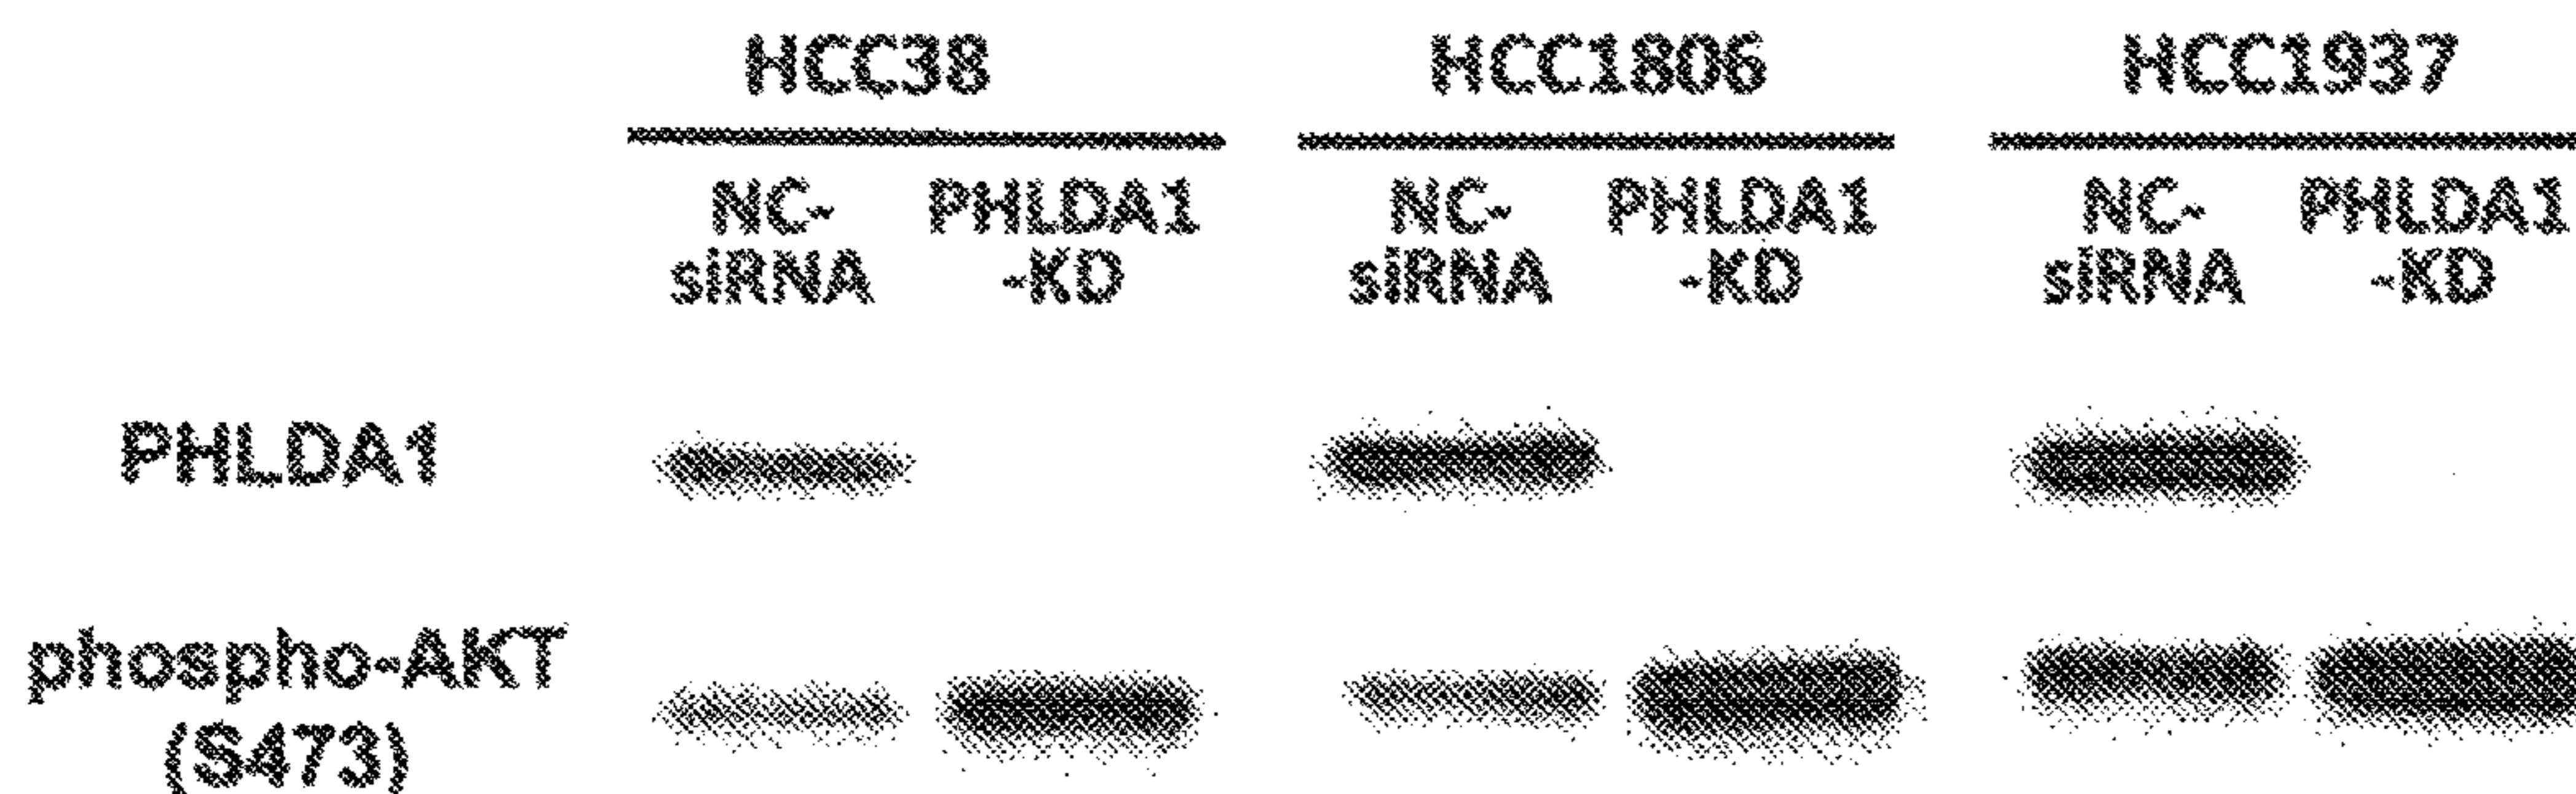 HCC38 HCC1806 HCC1937
NC- PHLDA1 NC- PHLDA1 NC- PHLDA1
siRNA -KD siRNA -KD siRNA -KD
PHLDA1
phospho-AKT
(S473)